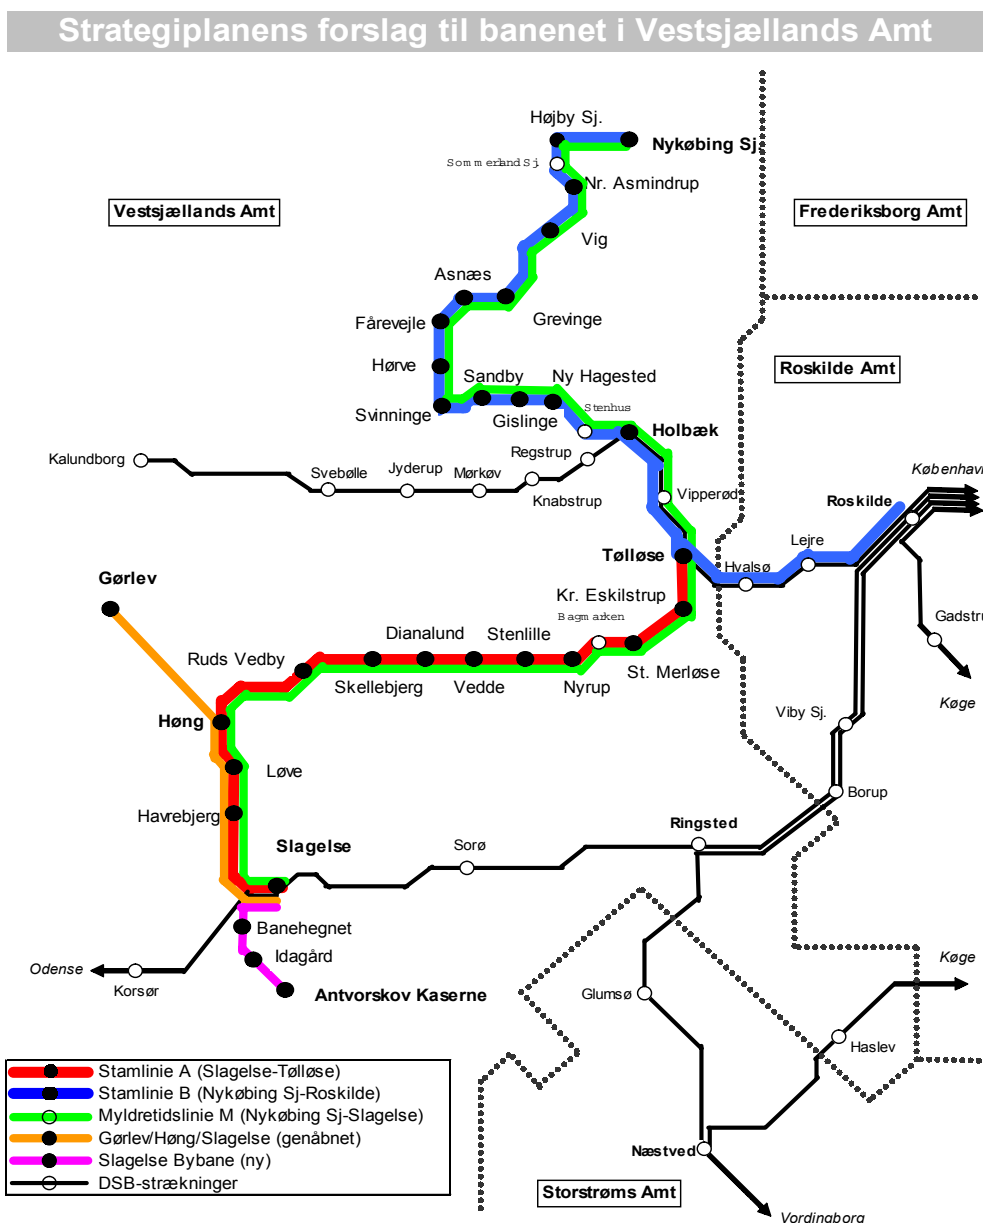 Strategiplanens forslag til banenet i Vestsjællands Amt
Højby Sj.
Nykøbing Sj.
Sommerland Sj
Nr. Asmindrup
Vestsjællands Amt
Frederiksborg Amt
Vig
Asnæs
Grevinge
Fårevejle
Roskilde Amt
Hørve
Sandby
Ny Hagested
Svinninge
Gislinge
Stenhus
Holbæk
Kalundborg
Regstrup
Svebølle
Jyderup
Mørkøv
Knabstrup
Vipperød
København
Roskilde
Tølløse
Lejre
Hvalsø
Gørlev
Kr. Eskilstrup
Bagmarken
Gadstru
Dianalund
Stenlille
Ruds Vedby
Skellebjerg
Vedde
Nyrup
St. Merløse
Køge
Høng
Viby Sj.
Løve
Havrebjerg
Borup
Ringsted
Slagelse
Sorø
Banehegnet
Idagård
Odense
Korsør
Antvorskov Kaserne
Køge
Glumsø
Haslev
Stamlinie A (Slagelse-Tølløse)
Stamlinie B (Nykøbing Sj-Roskilde)
Myldretidslinie M (Nykøbing Sj-Slagelse)
Gørlev/Høng/Slagelse (genåbnet)
Slagelse Bybane (ny)
DSB-strækninger
Næstved
Storstrøms Amt
Vordingborg